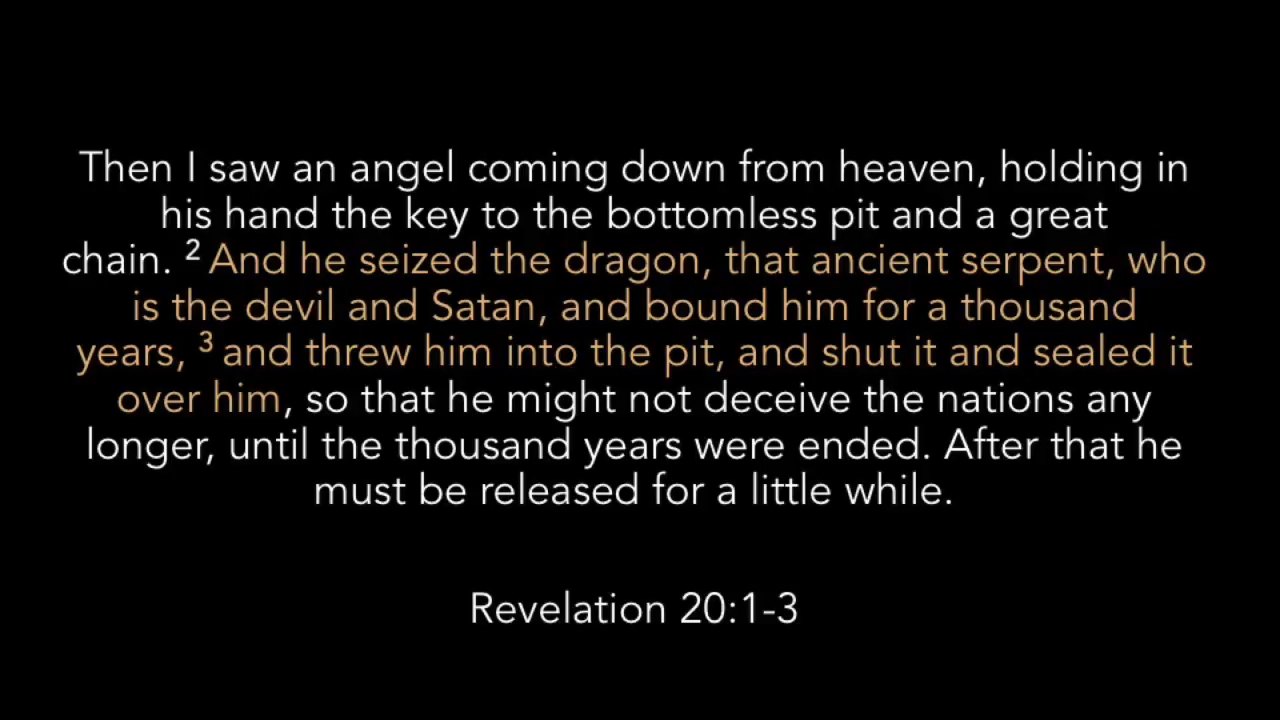 Then I saw an angel coming down from heaven, holding in
his hand the key to the bottomless pit and a great
chain. ² And he seized the dragon, that ancient serpent, who
is the devil and Satan, and bound him for a thousand
years, ³ and threw him into the pit, and shut it and sealed it
over him, so that he might not deceive the nations any
longer, until the thousand years were ended. After that he
must be released for a little while.
Revelation 20:1-3